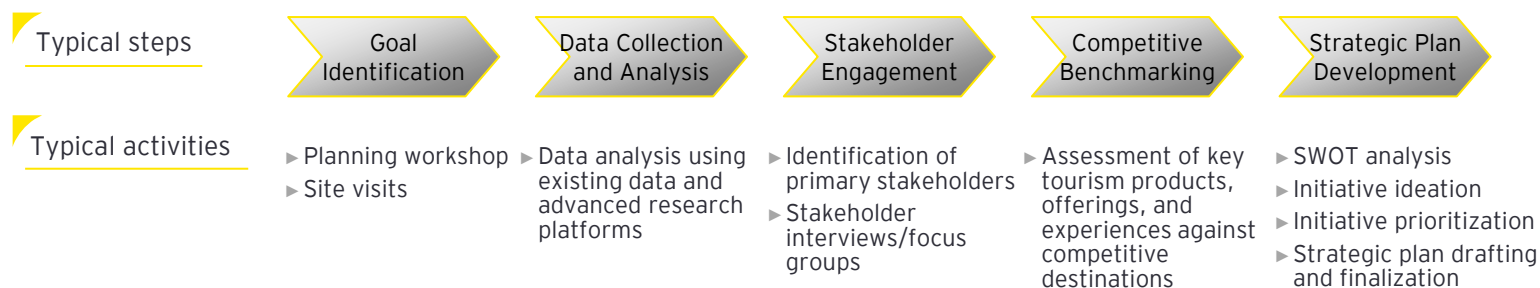 Typical steps
Goal
Identification
Data Collection
and Analysis
Stakeholder
Engagement
Competitive
Benchmarking
Strategic Plan
Development
Typical activities
► Planning workshop
► Site visits
► Data analysis using
existing data and
advanced research
platforms
► Identification of
primary stakeholders
► Stakeholder
interviews/focus
groups
► Assessment of key
tourism products,
offerings, and
experiences against
competitive
destinations
► SWOT analysis
► Initiative ideation
► Initiative prioritization
► Strategic plan drafting
and finalization